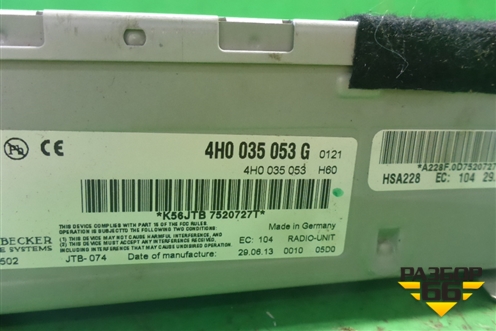 4H0 035 053 G 0121
4H0 035 053 H60
*K56JTB 7520727T*
THIS DEVICE COMPLIES WITH PART 15 OF THE FCC RULES
OPERATION IS SUBJECT TO THE FOLLOWING TWO CONDITIONS:
(1) THIS DEVICE MAY NOT CAUSE HARMFUL INTERFERENCE AND
(2) THIS DEVICE MUST ACCEPT ANY INTERFERENCE
RECEIVED, INCLUDING INTERFERENCE THAT
MAY CAUSE UNDESIRED OPERATION.
Made in Germany
EC: 104 RADIO-UNIT
BECKER
E SYSTEMS
502 JTB-074 Date of manufacture: 29.06.13 0010 05D0
*A228F.0D7520727
HSA228 EC: 104 29.
РАЗБОР
66